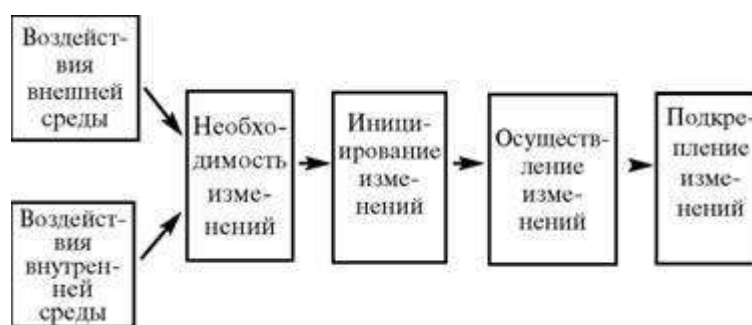 Воздейст-
вия
внешней
среды
Воздейст-
вия
внутрен-
ней
среды
Необхо-
димость
изме-
нений
Иници-
ирование
изме-
нений
Осуществ-
ление
изме-
нений
Подкре-
пление
изме-
нений